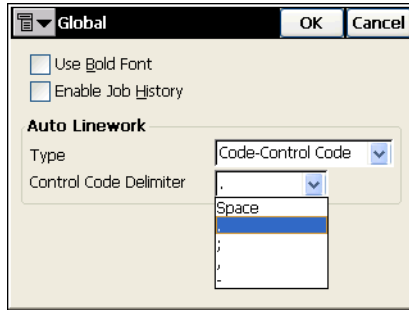 Global OK Cancel
Use Bold Font
Enable Job History
Auto Linework
Type Code-Control Code
Control Code Delimiter .
Space
.
;
,
-